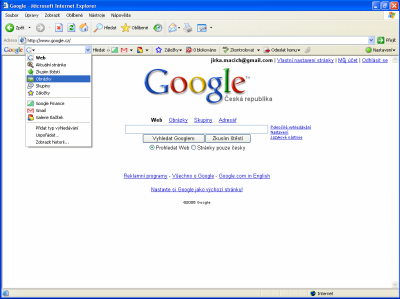 Google - Microsoft Internet Explorer
Soubor Úpravy Zobrazit Oblíbené Nástroje Nápověda
Zpět Hledat Oblíbené
Adresa http://www.google.cz/ Přejít
Google Hledat Záložky 0 blokováno Zkontrolovat Odeslat komu Nastavení
Web
Aktuální stránka
Zkusím štěstí
Obrázky
Skupiny
Záložky
Google Finance
Gmail
Galerie tlačítek
Přidat typ vyhledávání
Uspořádat...
Zobrazit historii...
jirka.macich@gmail.com | Vlastní nastavení stránky | Můj účet | Odhlásit se
Google
Česká republika
Web Obrázky Skupiny Adresář
Pokročilé vyhledávání
Nastavení
Jazykové nástroje
Vyhledat Googlem Zkusím štěstí
Prohledat Web Stránky pouze česky
Reklamní programy - Všechno o Google - Google.com in English
Nastavte si Google jako výchozí stránku!
Google
Internet